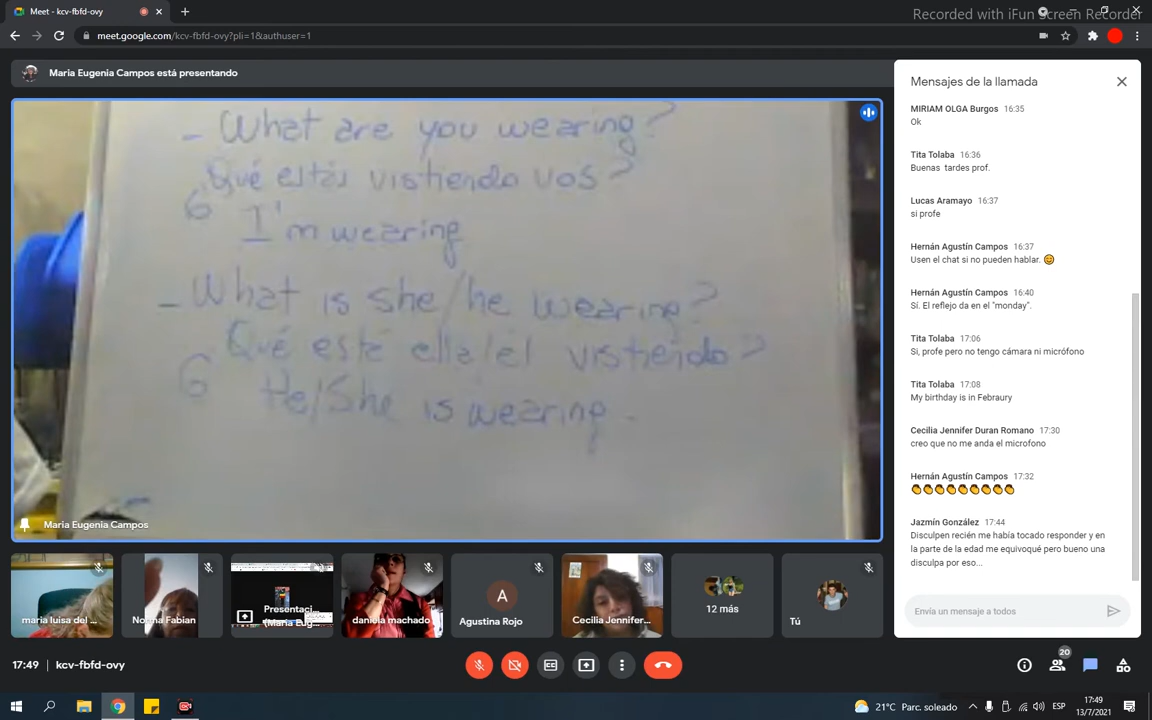 Meet - kcv-fbfd-ovy
Recorded with iFun Screen Recorder
meet.google.com/kcv-fbfd-ovy?pli=1&authuser=1
Maria Eugenia Campos está presentando
- What are you wearing?
Qué estás vistiendo vos?
I'm wearing
- What is she/he wearing?
Qué esté ella/él vistiendo?
He/She is wearing.
Maria Eugenia Campos
maria luisa del ...
Norma Fabian
Presentaci...
(Maria Eug...
daniela machado
A
Agustina Rojo
Cecilia Jennifer...
12 más
Tú
17:49
kcv-fbfd-ovy
20
Mensajes de la llamada
MIRIAM OLGA Burgos 16:35
Ok
Tita Tolaba 16:36
Buenas tardes prof.
Lucas Aramayo 16:37
si profe
Hernán Agustín Campos 16:37
Usen el chat si no pueden hablar. 😊
Hernán Agustín Campos 16:40
Sí. El reflejo da en el "monday".
Tita Tolaba 17:06
Si, profe pero no tengo cámara ni micrófono
Tita Tolaba 17:08
My birthday is in Febraury
Cecilia Jennifer Duran Romano 17:30
creo que no me anda el microfono
Hernán Agustín Campos 17:32
👏👏👏👏👏👏👏👏👏
Jazmín González 17:44
Disculpen recién me había tocado responder y en
la parte de la edad me equivoqué pero bueno una
disculpa por eso...
Envía un mensaje a todos
21°C Parc. soleado
ESP
17:49
13/7/2021